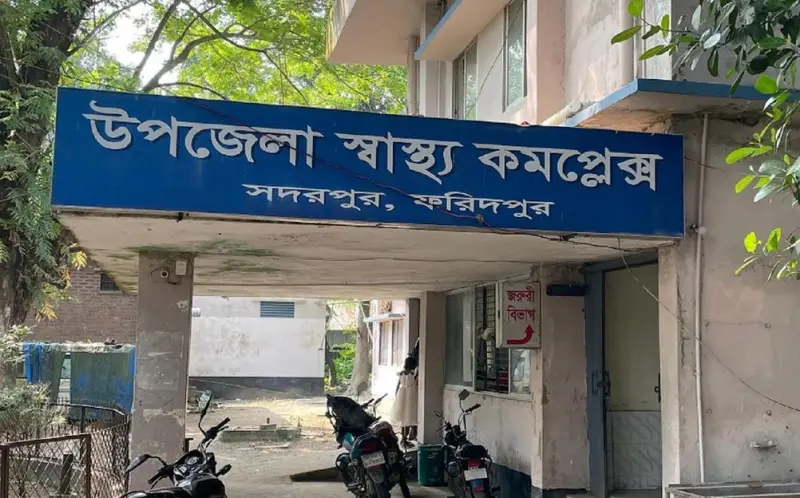 উপজেলা স্বাস্থ্য কমপ্লেক্স
সদরপুর, ফরিদপুর
জরুরী
বিভাগ